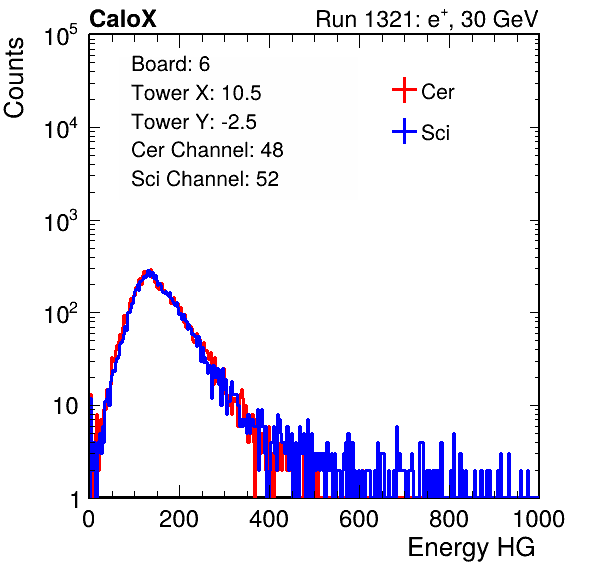 CaloX Run 1321: e⁺, 30 GeV
Counts
Board: 6
Tower X: 10.5
Tower Y: -2.5
Cer Channel: 48
Sci Channel: 52
Cer
Sci
10⁵
10⁴
10³
10²
10
1
0 200 400 600 800 1000
Energy HG